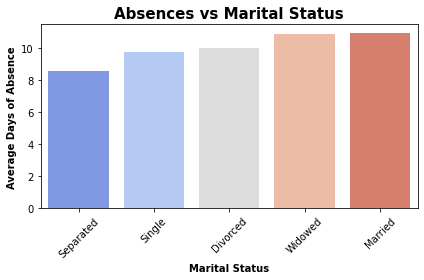 Absences vs Marital Status
Average Days of Absence
10
8
6
4
2
0
Separated
Single
Divorced
Widowed
Married
Marital Status